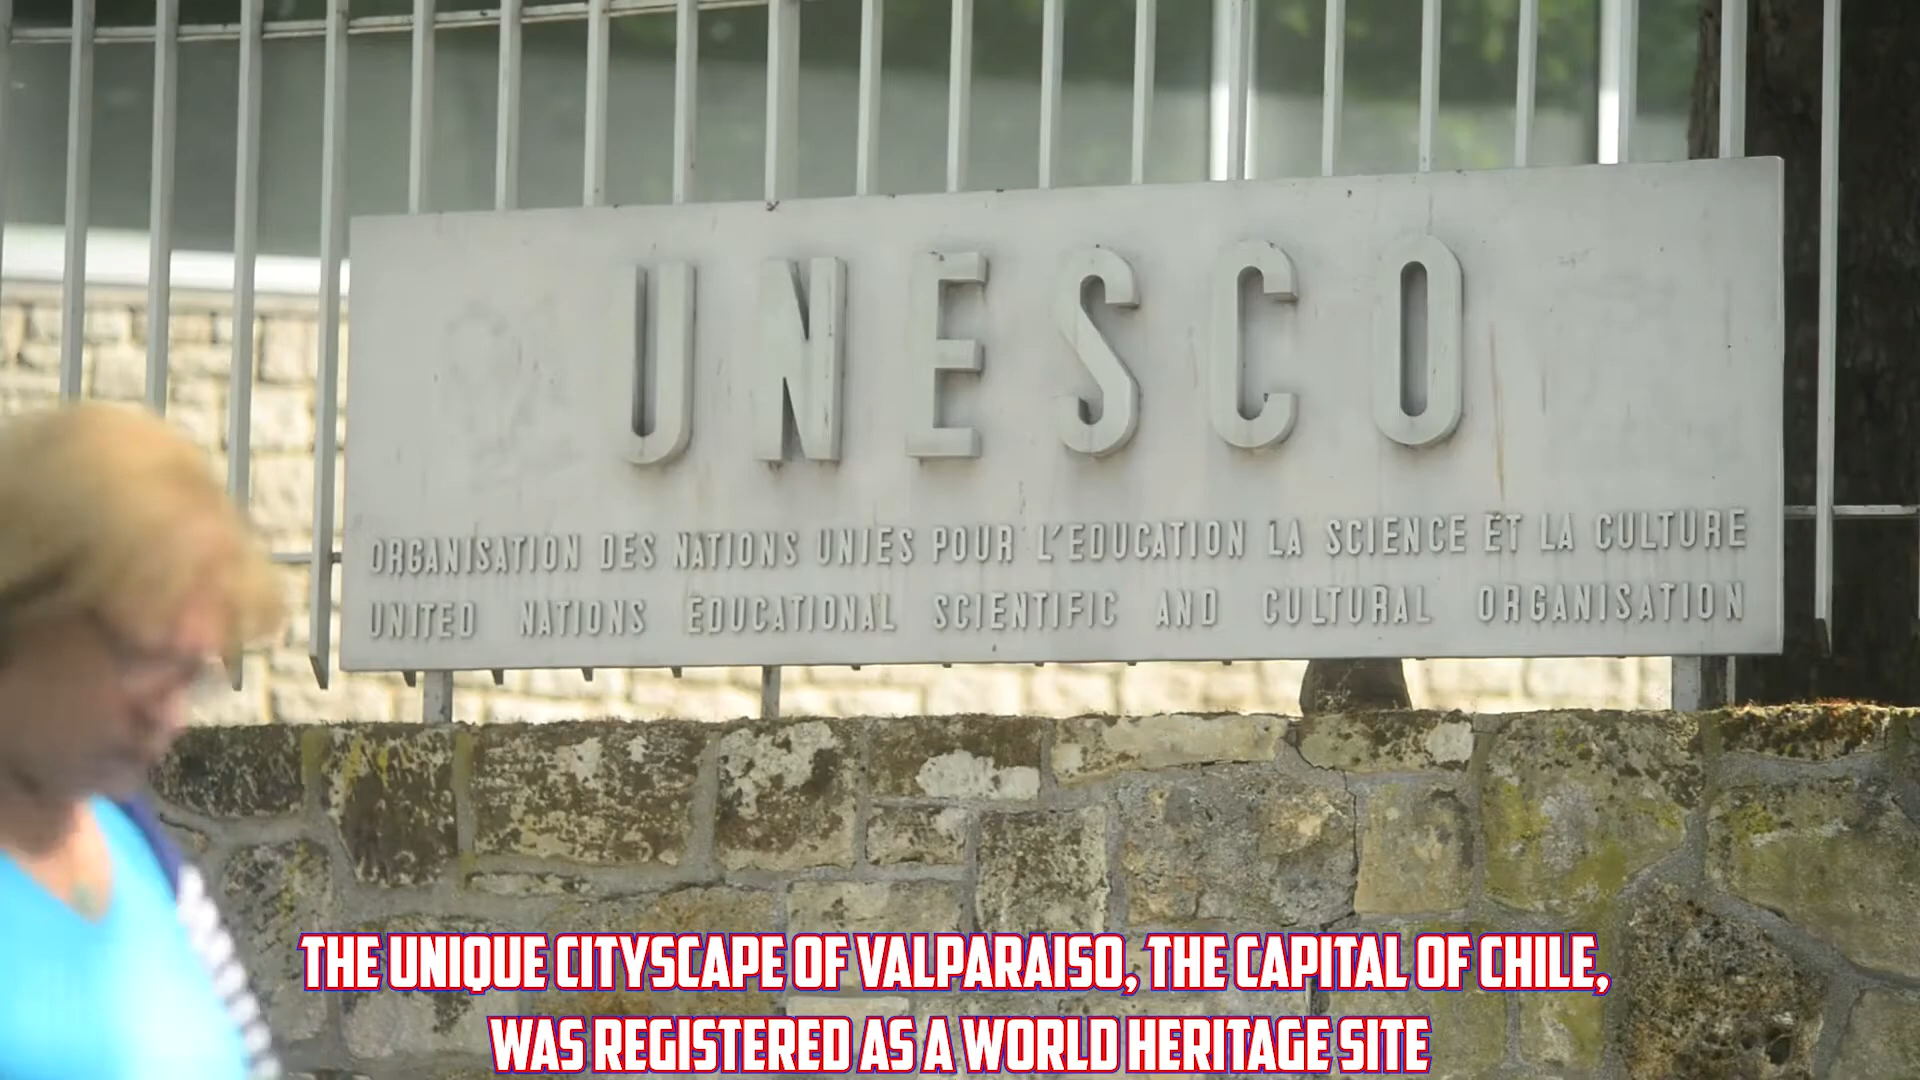 UNESCO
ORGANISATION DES NATIONS UNIES POUR L'EDUCATION LA SCIENCE ET LA CULTURE
UNITED NATIONS EDUCATIONAL SCIENTIFIC AND CULTURAL ORGANISATION
THE UNIQUE CITYSCAPE OF VALPARAISO, THE CAPITAL OF CHILE,
WAS REGISTERED AS A WORLD HERITAGE SITE